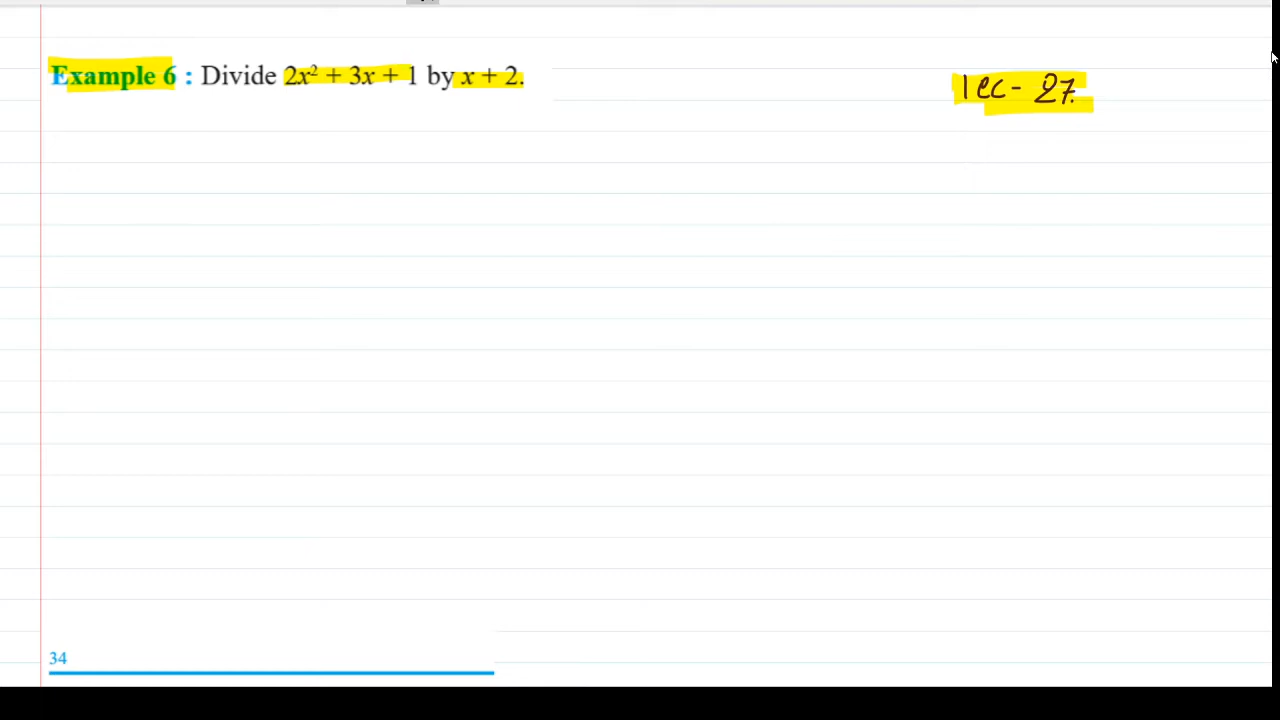 Example 6 : Divide 2x² + 3x + 1 by x + 2.
lec- 27.
34